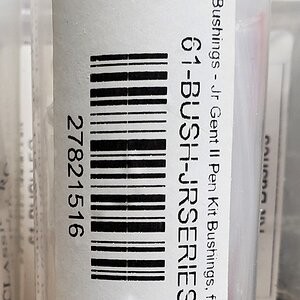 Bushings - Jr Gent II Pen Kit Bushings, f
61-BUSH-JRSERIES
27821516